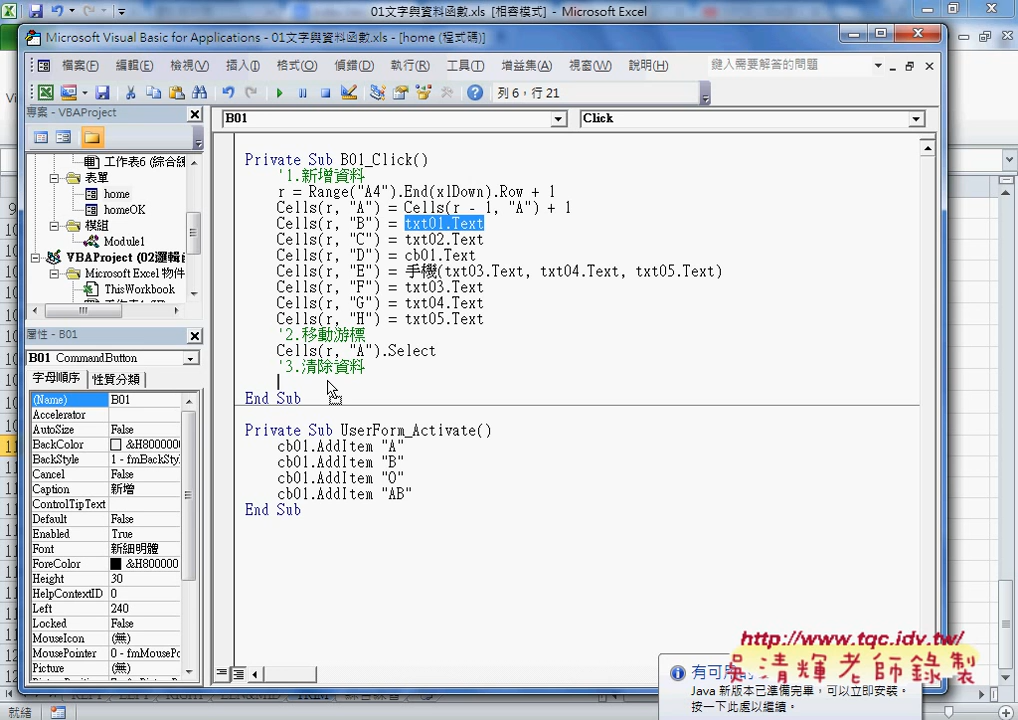 01文字與資料函數.xls [相容模式] - Microsoft Excel
Microsoft Visual Basic for Applications - 01文字與資料函數.xls - [home (程式碼)]
檔案(F) 編輯(E) 檢視(V) 插入(I) 格式(O) 偵錯(D) 執行(R) 工具(T) 增益集(A) 視窗(W) 說明(H) 鍵入需要解答的問題
列 6，行 21
專案 - VBAProject
工作表6 (綜合練
表單
home
homeOK
模組
Module1
VBAProject (02邏輯
Microsoft Excel 物件
ThisWorkbook
屬性 - B01
B01 CommandButton
字母順序 性質分類
(Name) B01
Accelerator
AutoSize False
BackColor &H800000
BackStyle 1 - fmBackSty
Cancel False
Caption 新增
ControlTipText
Default False
Enabled True
Font 新細明體
ForeColor &H800000
Height 30
HelpContextID 0
Left 240
Locked False
MouseIcon (無)
MousePointer 0 - fmMousePo
Picture (無)
B01 Click
Private Sub B01_Click()
'1.新增資料
r = Range("A4").End(xlDown).Row + 1
Cells(r, "A") = Cells(r - 1, "A") + 1
Cells(r, "B") = txt01.Text
Cells(r, "C") = txt02.Text
Cells(r, "D") = cb01.Text
Cells(r, "E") = 手機(txt03.Text, txt04.Text, txt05.Text)
Cells(r, "F") = txt03.Text
Cells(r, "G") = txt04.Text
Cells(r, "H") = txt05.Text
'2.移動游標
Cells(r, "A").Select
'3.清除資料
End Sub
Private Sub UserForm_Activate()
cb01.AddItem "A"
cb01.AddItem "B"
cb01.AddItem "O"
cb01.AddItem "AB"
End Sub
http://www.tqc.idv.tw/
吳清輝老師錄製
有可用的
Java 新版本已準備完畢，可以立即安裝。
按一下此處以繼續。
就緒